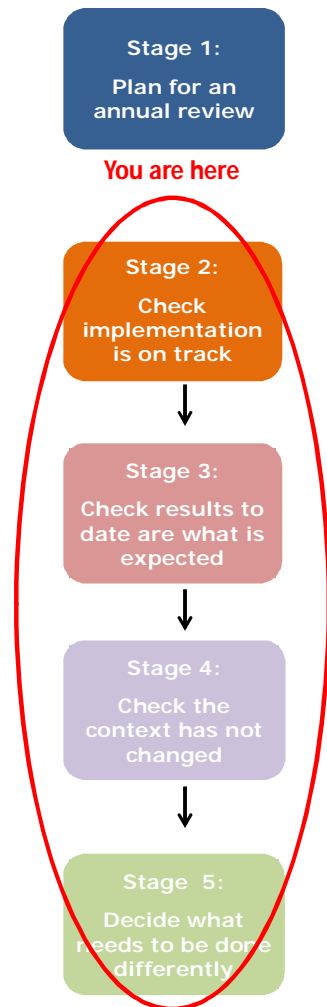 Stage 1:
Plan for an
annual review
You are here
Stage 2:
Check
implementation
is on track
Stage 3:
Check results to
date are what is
expected
Stage 4:
Check the
context has not
changed
Stage 5:
Decide what
needs to be done
differently